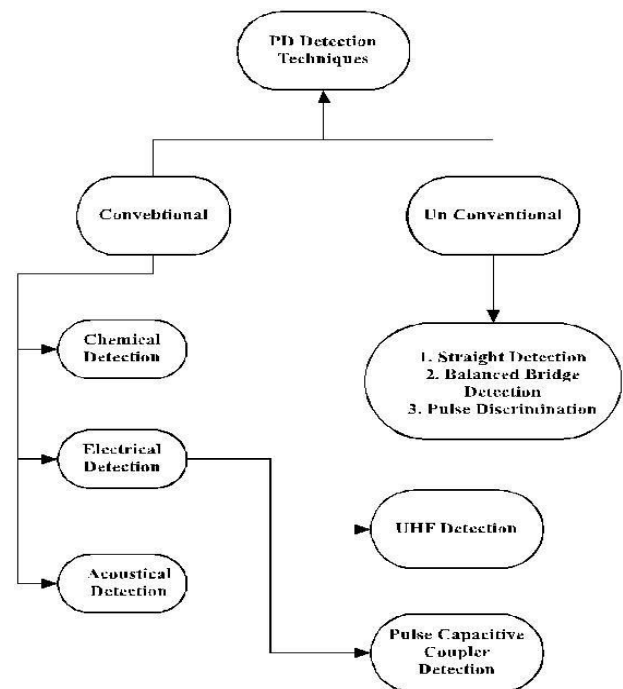 PD Detection
Techniques
Convebtional
Un Conventional
Chemical
Detection
1. Straight Detection
2. Balanced Bridge
Detection
3. Pulse Discrimination
Electrical
Detection
UHF Detection
Acoustical
Detection
Pulse Capacitive
Coupler
Detection